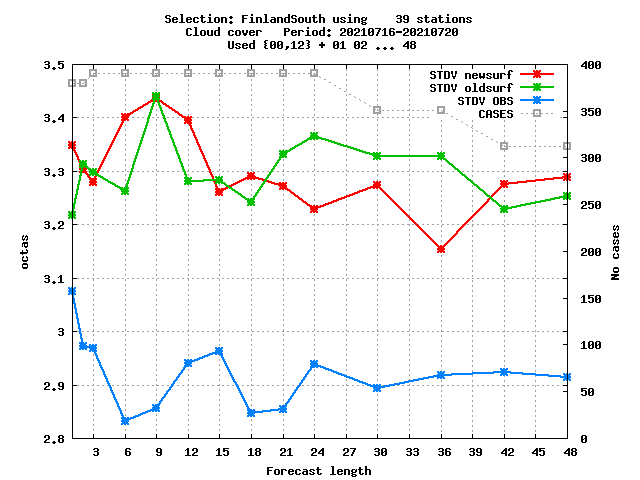 Selection: FinlandSouth using    39 stations
Cloud cover   Period: 20210716-20210720
Used {00,12} + 01 02 ... 48
STDV newsurf
STDV oldsurf
STDV OBS
CASES
3.5
3.4
3.3
3.2
3.1
3
2.9
2.8
octas
400
350
300
250
200
150
100
50
0
No cases
3 6 9 12 15 18 21 24 27 30 33 36 39 42 45 48
Forecast length